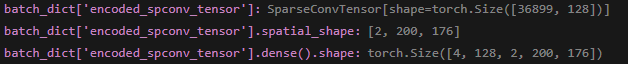 batch_dict['encoded_spconv_tensor']: SparseConvTensor[shape=torch.Size([36899, 128])]
batch_dict['encoded_spconv_tensor'].spatial_shape: [2, 200, 176]
batch_dict['encoded_spconv_tensor'].dense().shape: torch.Size([4, 128, 2, 200, 176])